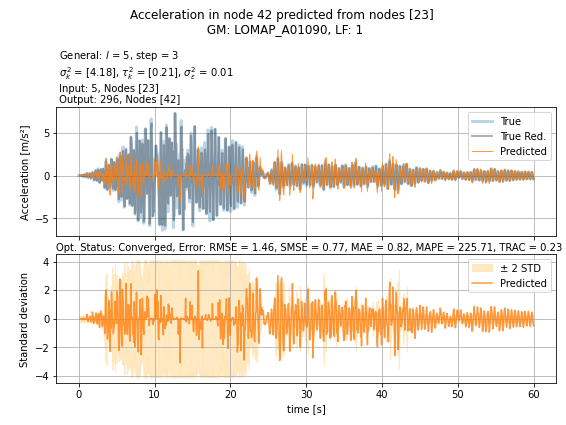 Acceleration in node 42 predicted from nodes [23]
GM: LOMAP_A01090, LF: 1
General: l = 5, step = 3
σ²ₖ = [4.18], τ²ₖ = [0.21], σ²ε = 0.01
Input: 5, Nodes [23]
Output: 296, Nodes [42]
Acceleration [m/s²]
5
0
−5
True
True Red.
Predicted
Opt. Status: Converged, Error: RMSE = 1.46, SMSE = 0.77, MAE = 0.82, MAPE = 225.71, TRAC = 0.23
Standard deviation
4
2
0
−2
−4
± 2 STD
Predicted
0 10 20 30 40 50 60
time [s]